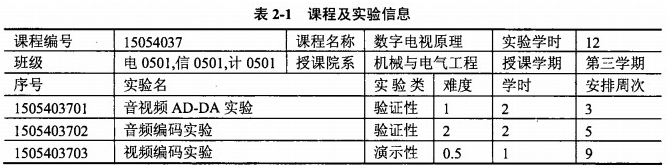 表 2-1 课程及实验信息
课程编号 15054037 课程名称 数字电视原理 实验学时 12
班级 电 0501,信 0501,计 0501 授课院系 机械与电气工程 授课学期 第三学期
序号 实验名 实验类 难度 学时 安排周次
1505403701 音视频 AD-DA 实验 验证性 1 2 3
1505403702 音频编码实验 验证性 2 2 5
1505403703 视频编码实验 演示性 0.5 1 9